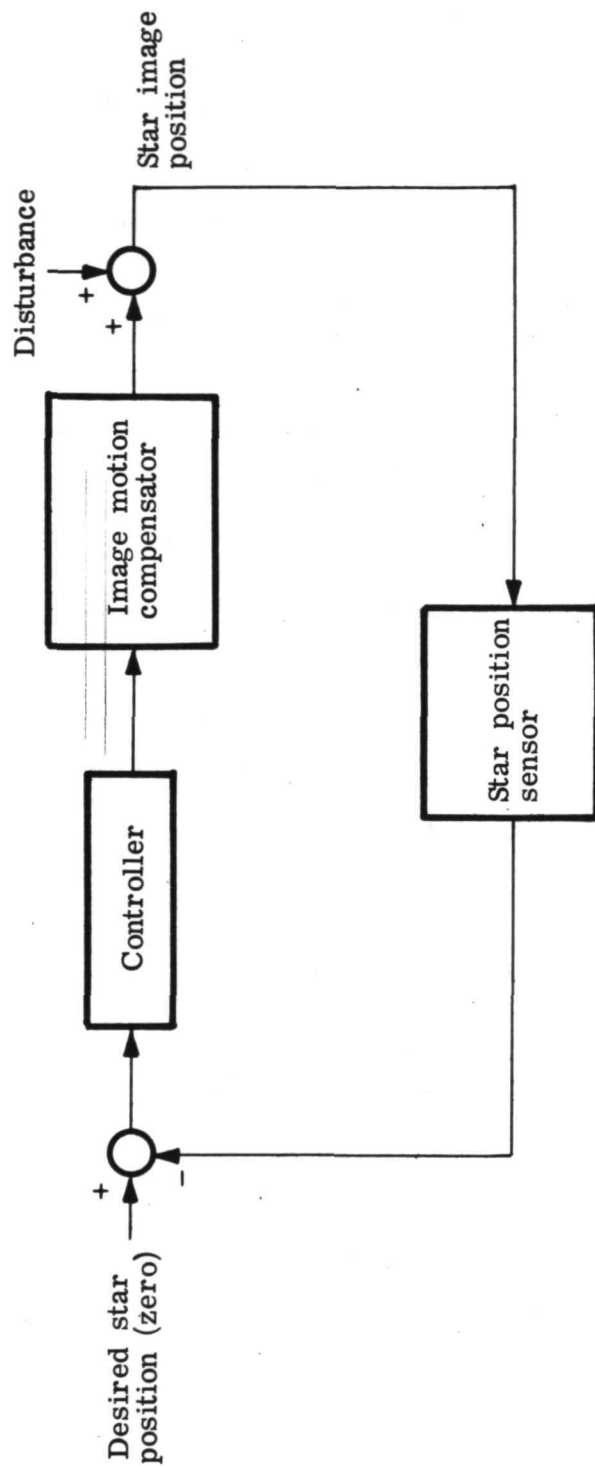 Desired star
position (zero)
+
-
Controller
Image motion
compensator
Disturbance
+
+
Star image
position
Star position
sensor